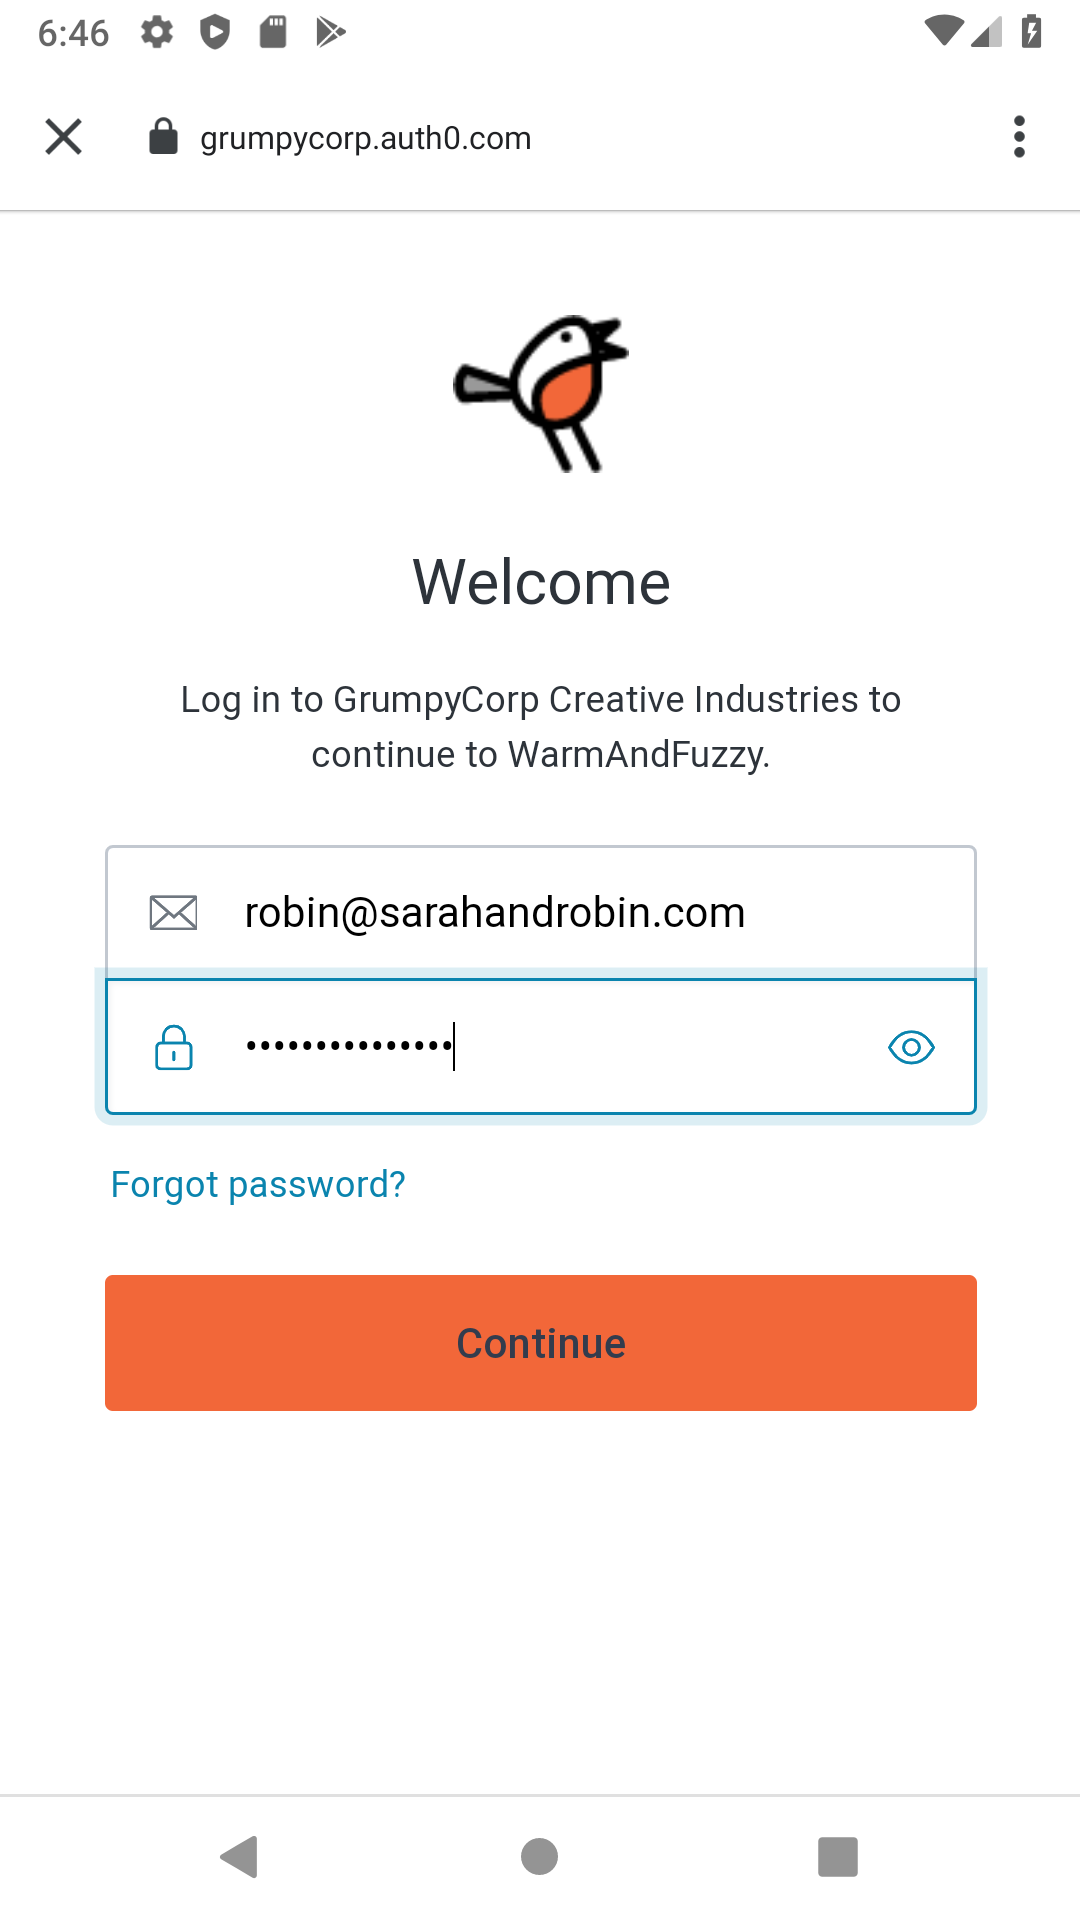 6:46
grumpycorp.auth0.com
Welcome
Log in to GrumpyCorp Creative Industries to
continue to WarmAndFuzzy.
robin@sarahandrobin.com
•••••••••••••••
Forgot password?
Continue